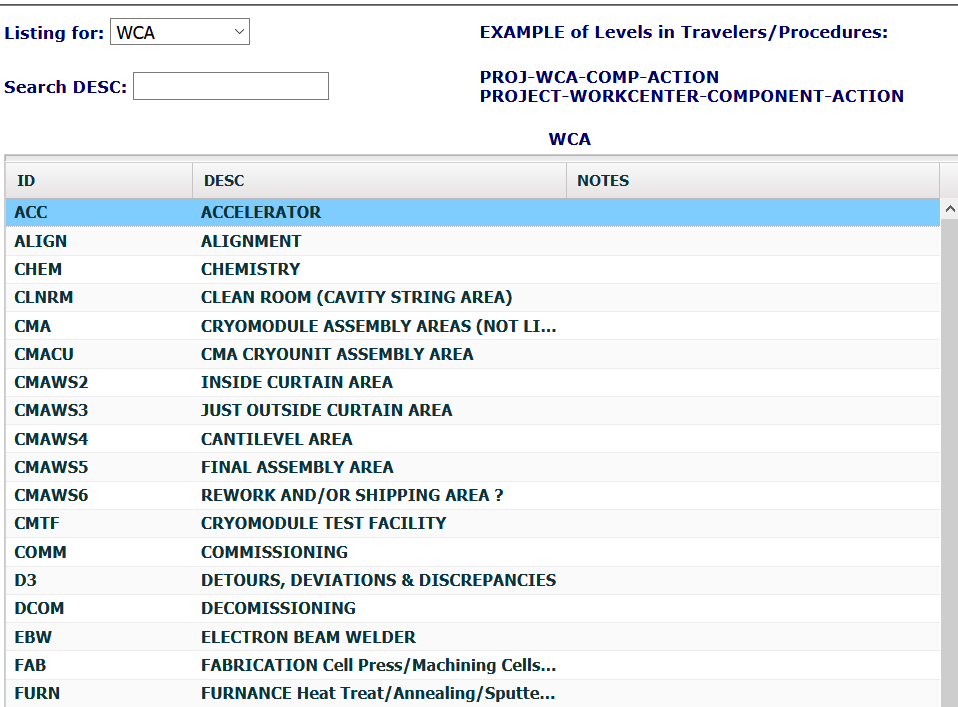 Listing for: WCA
EXAMPLE of Levels in Travelers/Procedures:
Search DESC:
PROJ-WCA-COMP-ACTION
PROJECT-WORKCENTER-COMPONENT-ACTION
WCA
ID DESC NOTES
ACC ACCELERATOR
ALIGN ALIGNMENT
CHEM CHEMISTRY
CLNRM CLEAN ROOM (CAVITY STRING AREA)
CMA CRYOMODULE ASSEMBLY AREAS (NOT LI...
CMACU CMA CRYOUNIT ASSEMBLY AREA
CMAWS2 INSIDE CURTAIN AREA
CMAWS3 JUST OUTSIDE CURTAIN AREA
CMAWS4 CANTILEVEL AREA
CMAWS5 FINAL ASSEMBLY AREA
CMAWS6 REWORK AND/OR SHIPPING AREA ?
CMTF CRYOMODULE TEST FACILITY
COMM COMMISSIONING
D3 DETOURS, DEVIATIONS & DISCREPANCIES
DCOM DECOMISSIONING
EBW ELECTRON BEAM WELDER
FAB FABRICATION Cell Press/Machining Cells...
FURN FURNANCE Heat Treat/Annealing/Sputte...